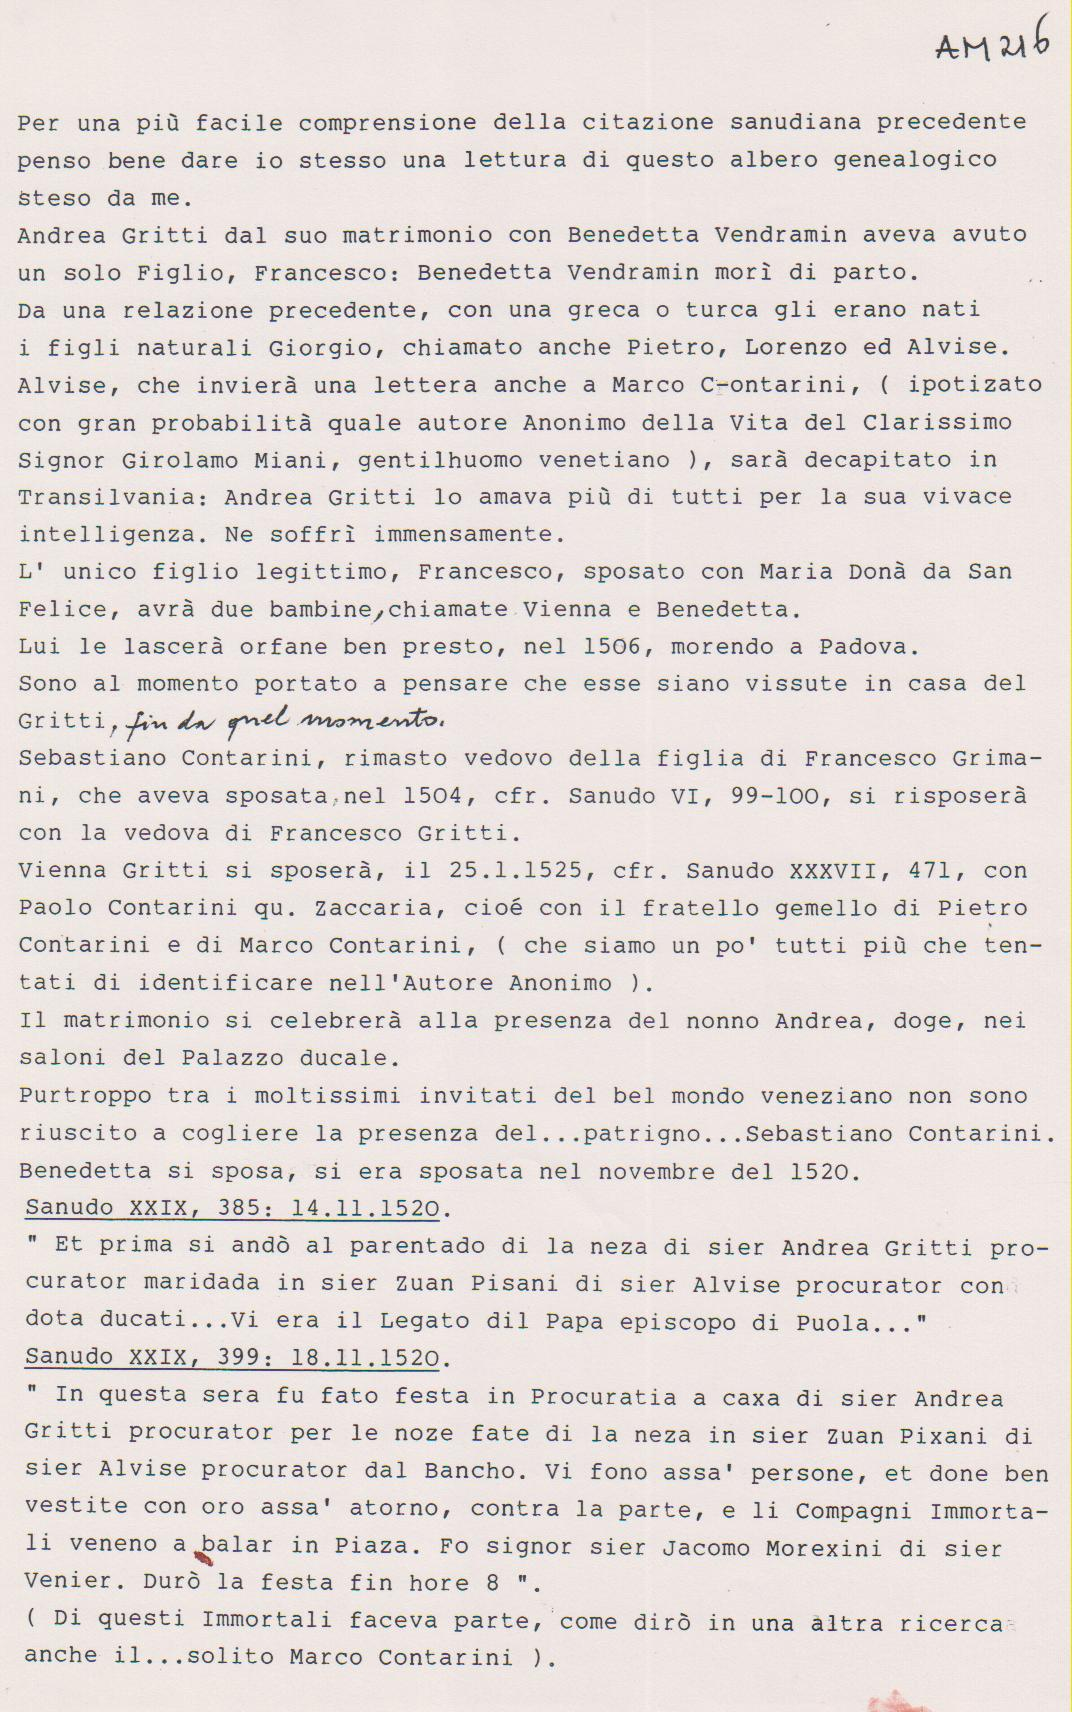 AM216
Per una più facile comprensione della citazione sanudiana precedente
penso bene dare io stesso una lettura di questo albero genealogico
steso da me.
Andrea Gritti dal suo matrimonio con Benedetta Vendramin aveva avuto
un solo Figlio, Francesco: Benedetta Vendramin morì di parto.
Da una relazione precedente, con una greca o turca gli erano nati
i figli naturali Giorgio, chiamato anche Pietro, Lorenzo ed Alvise.
Alvise, che invierà una lettera anche a Marco C-ontarini, ( ipotizato
con gran probabilità quale autore Anonimo della Vita del Clarissimo
Signor Girolamo Miani, gentilhuomo venetiano ), sarà decapitato in
Transilvania: Andrea Gritti lo amava più di tutti per la sua vivace
intelligenza. Ne soffrì immensamente.
L' unico figlio legittimo, Francesco, sposato con Maria Donà da San
Felice, avrà due bambine, chiamate Vienna e Benedetta.
Lui le lascerà orfane ben presto, nel 1506, morendo a Padova.
Sono al momento portato a pensare che esse siano vissute in casa del
Gritti, fin da quel momento.
Sebastiano Contarini, rimasto vedovo della figlia di Francesco Grima-
ni, che aveva sposata, nel 1504, cfr. Sanudo VI, 99-100, si risposerà
con la vedova di Francesco Gritti.
Vienna Gritti si sposerà, il 25.1.1525, cfr. Sanudo XXXVII, 471, con
Paolo Contarini qu. Zaccaria, cioé con il fratello gemello di Pietro
Contarini e di Marco Contarini, ( che siamo un po' tutti più che ten-
tati di identificare nell'Autore Anonimo ).
Il matrimonio si celebrerà alla presenza del nonno Andrea, doge, nei
saloni del Palazzo ducale.
Purtroppo tra i moltissimi invitati del bel mondo veneziano non sono
riuscito a cogliere la presenza del...patrigno...Sebastiano Contarini.
Benedetta si sposa, si era sposata nel novembre del 1520.
Sanudo XXIX, 385: 14.11.1520.
" Et prima si andò al parentado di la neza di sier Andrea Gritti pro-
curator maridada in sier Zuan Pisani di sier Alvise procurator con
dota ducati...Vi era il Legato dil Papa episcopo di Puola..."
Sanudo XXIX, 399: 18.11.1520.
" In questa sera fu fato festa in Procuratia a caxa di sier Andrea
Gritti procurator per le noze fate di la neza in sier Zuan Pixani di
sier Alvise procurator dal Bancho. Vi fono assa' persone, et done ben
vestite con oro assa' atorno, contra la parte, e li Compagni Immorta-
li veneno a balar in Piaza. Fo signor sier Jacomo Morexini di sier
Venier. Durò la festa fin hore 8 ".
( Di questi Immortali faceva parte, come dirò in una altra ricerca
anche il...solito Marco Contarini ).